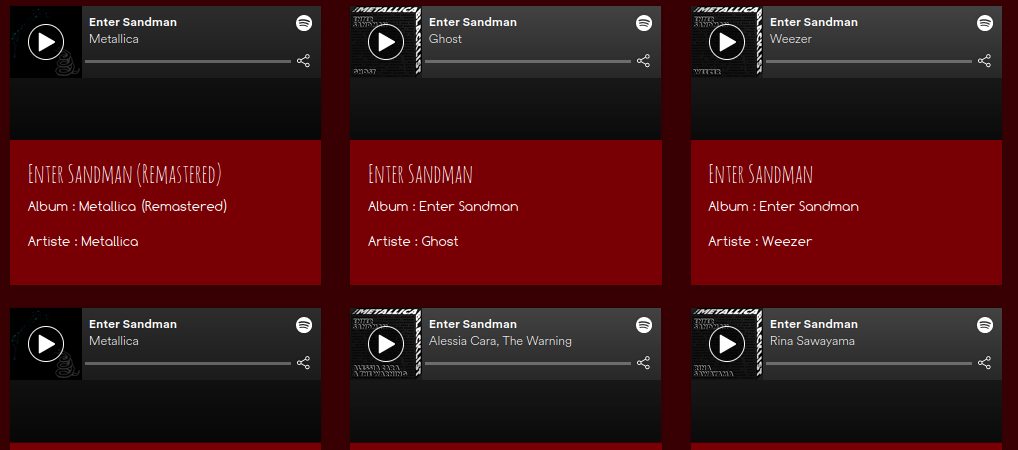 Enter Sandman
Metallica
METALLICA
ENTER
SANDMAN
GHOST
Enter Sandman
Ghost
METALLICA
ENTER
SANDMAN
WEEZER
Enter Sandman
Weezer
Enter Sandman (Remastered)
Album : Metallica (Remastered)
Artiste : Metallica
Enter Sandman
Album : Enter Sandman
Artiste : Ghost
Enter Sandman
Album : Enter Sandman
Artiste : Weezer
Enter Sandman
Metallica
METALLICA
ENTER
SANDMAN
ALESSIA CARA
& THE WARNING
Enter Sandman
Alessia Cara, The Warning
METALLICA
ENTER
SANDMAN
RINA
SAWAYAMA
Enter Sandman
Rina Sawayama